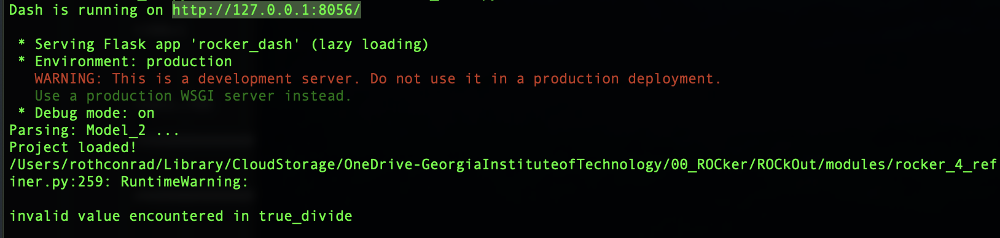 Dash is running on http://127.0.0.1:8056/
 * Serving Flask app 'rocker_dash' (lazy loading)
 * Environment: production
   WARNING: This is a development server. Do not use it in a production deployment.
   Use a production WSGI server instead.
 * Debug mode: on
Parsing: Model_2 ...
Project loaded!
/Users/rothconrad/Library/CloudStorage/OneDrive-GeorgiaInstituteofTechnology/00_ROCker/ROCkOut/modules/rocker_4_ref
iner.py:259: RuntimeWarning:
invalid value encountered in true_divide